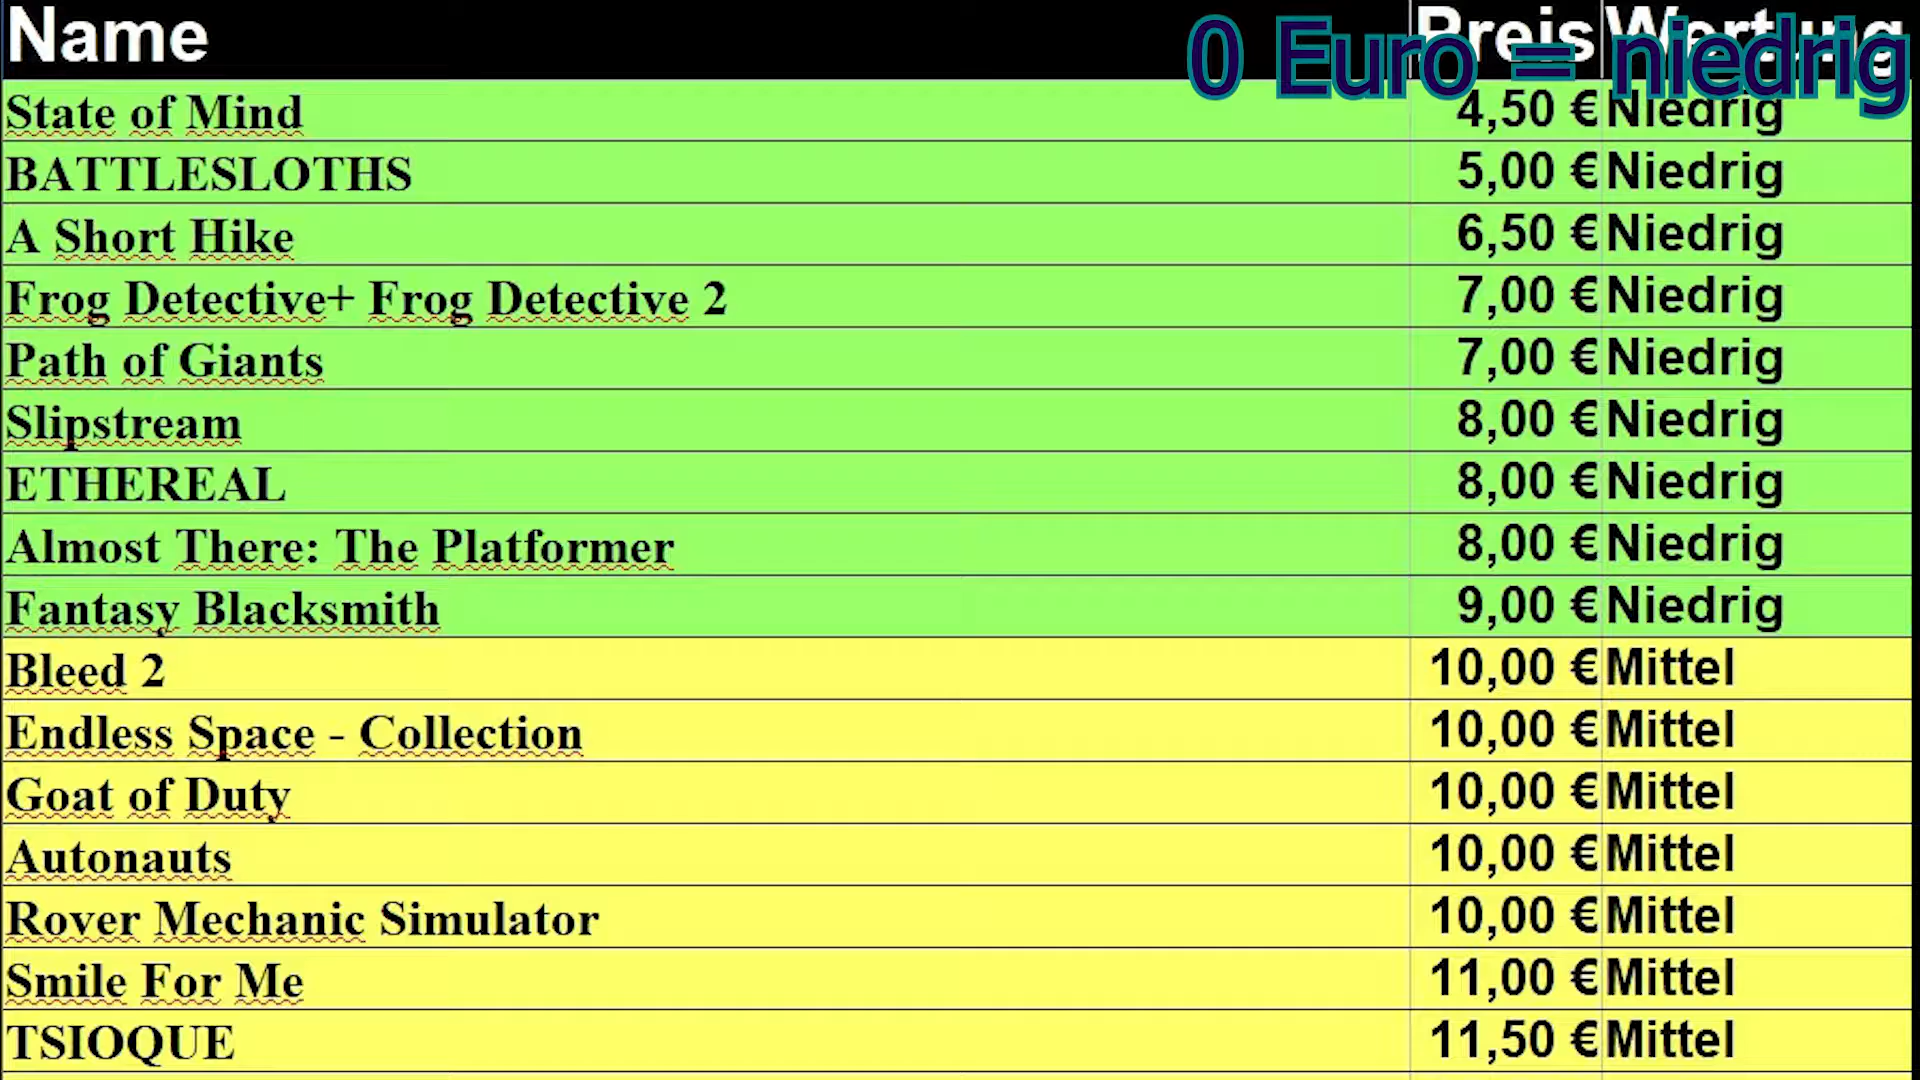 Name Preis Wertung
0 Euro = niedrig
State of Mind 4,50 € Niedrig
BATTLESLOTHS 5,00 € Niedrig
A Short Hike 6,50 € Niedrig
Frog Detective+ Frog Detective 2 7,00 € Niedrig
Path of Giants 7,00 € Niedrig
Slipstream 8,00 € Niedrig
ETHEREAL 8,00 € Niedrig
Almost There: The Platformer 8,00 € Niedrig
Fantasy Blacksmith 9,00 € Niedrig
Bleed 2 10,00 € Mittel
Endless Space - Collection 10,00 € Mittel
Goat of Duty 10,00 € Mittel
Autonauts 10,00 € Mittel
Rover Mechanic Simulator 10,00 € Mittel
Smile For Me 11,00 € Mittel
TSIOQUE 11,50 € Mittel